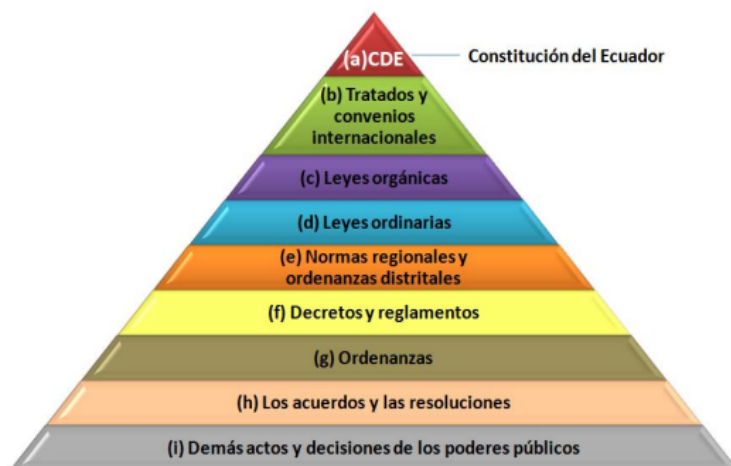 (a)CDE
Constitución del Ecuador
(b) Tratados y
convenios
internacionales
(c) Leyes orgánicas
(d) Leyes ordinarias
(e) Normas regionales y
ordenanzas distritales
(f) Decretos y reglamentos
(g) Ordenanzas
(h) Los acuerdos y las resoluciones
(i) Demás actos y decisiones de los poderes públicos